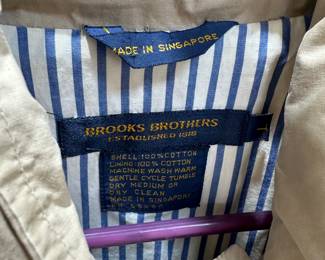 MADE IN SINGAPORE
BROOKS BROTHERS
ESTABLISHED 1818
SHELL: 100% COTTON
LINING: 100% COTTON
MACHINE WASH WARM
GENTLE CYCLE TUMBLE
DRY MEDIUM OR
DRY CLEAN
MADE IN SINGAPORE